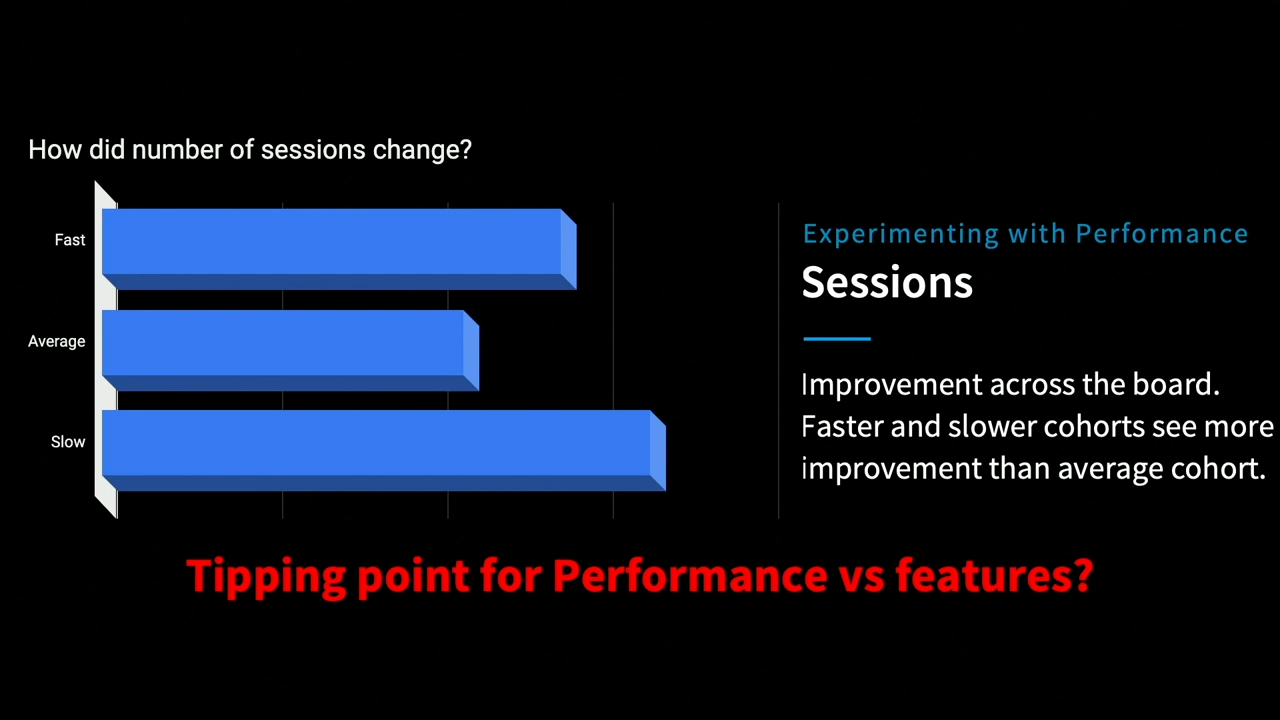 How did number of sessions change?
Fast
Average
Slow
Experimenting with Performance
Sessions
Improvement across the board.
Faster and slower cohorts see more
improvement than average cohort.
Tipping point for Performance vs features?